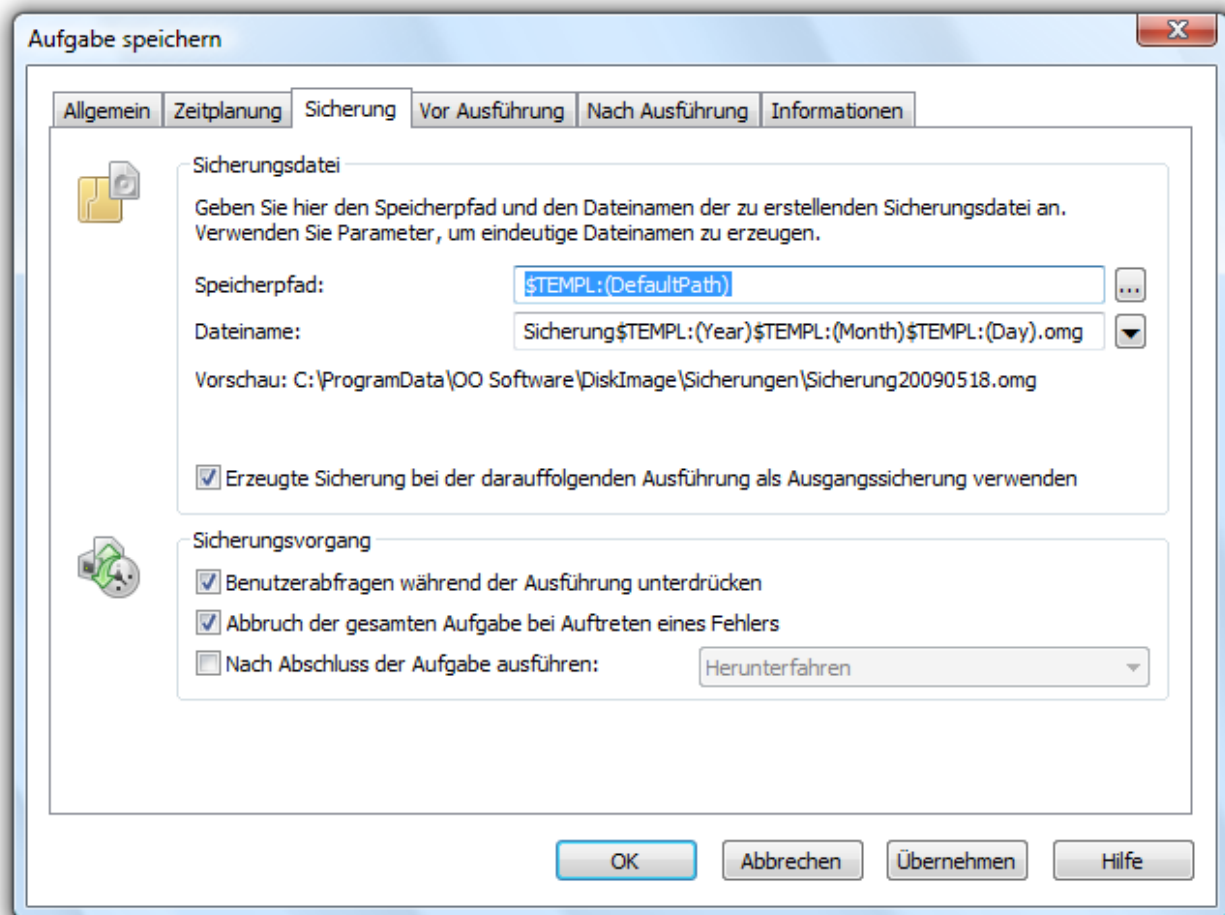 Aufgabe speichern
Allgemein Zeitplanung Sicherung Vor Ausführung Nach Ausführung Informationen
Sicherungsdatei
Geben Sie hier den Speicherpfad und den Dateinamen der zu erstellenden Sicherungsdatei an.
Verwenden Sie Parameter, um eindeutige Dateinamen zu erzeugen.
Speicherpfad: $TEMPL:(DefaultPath) ...
Dateiname: Sicherung$TEMPL:(Year)$TEMPL:(Month)$TEMPL:(Day).omg
Vorschau: C:\ProgramData\OO Software\DiskImage\Sicherungen\Sicherung20090518.omg
Erzeugte Sicherung bei der darauffolgenden Ausführung als Ausgangssicherung verwenden
Sicherungsvorgang
Benutzerabfragen während der Ausführung unterdrücken
Abbruch der gesamten Aufgabe bei Auftreten eines Fehlers
Nach Abschluss der Aufgabe ausführen: Herunterfahren
OK Abbrechen Übernehmen Hilfe